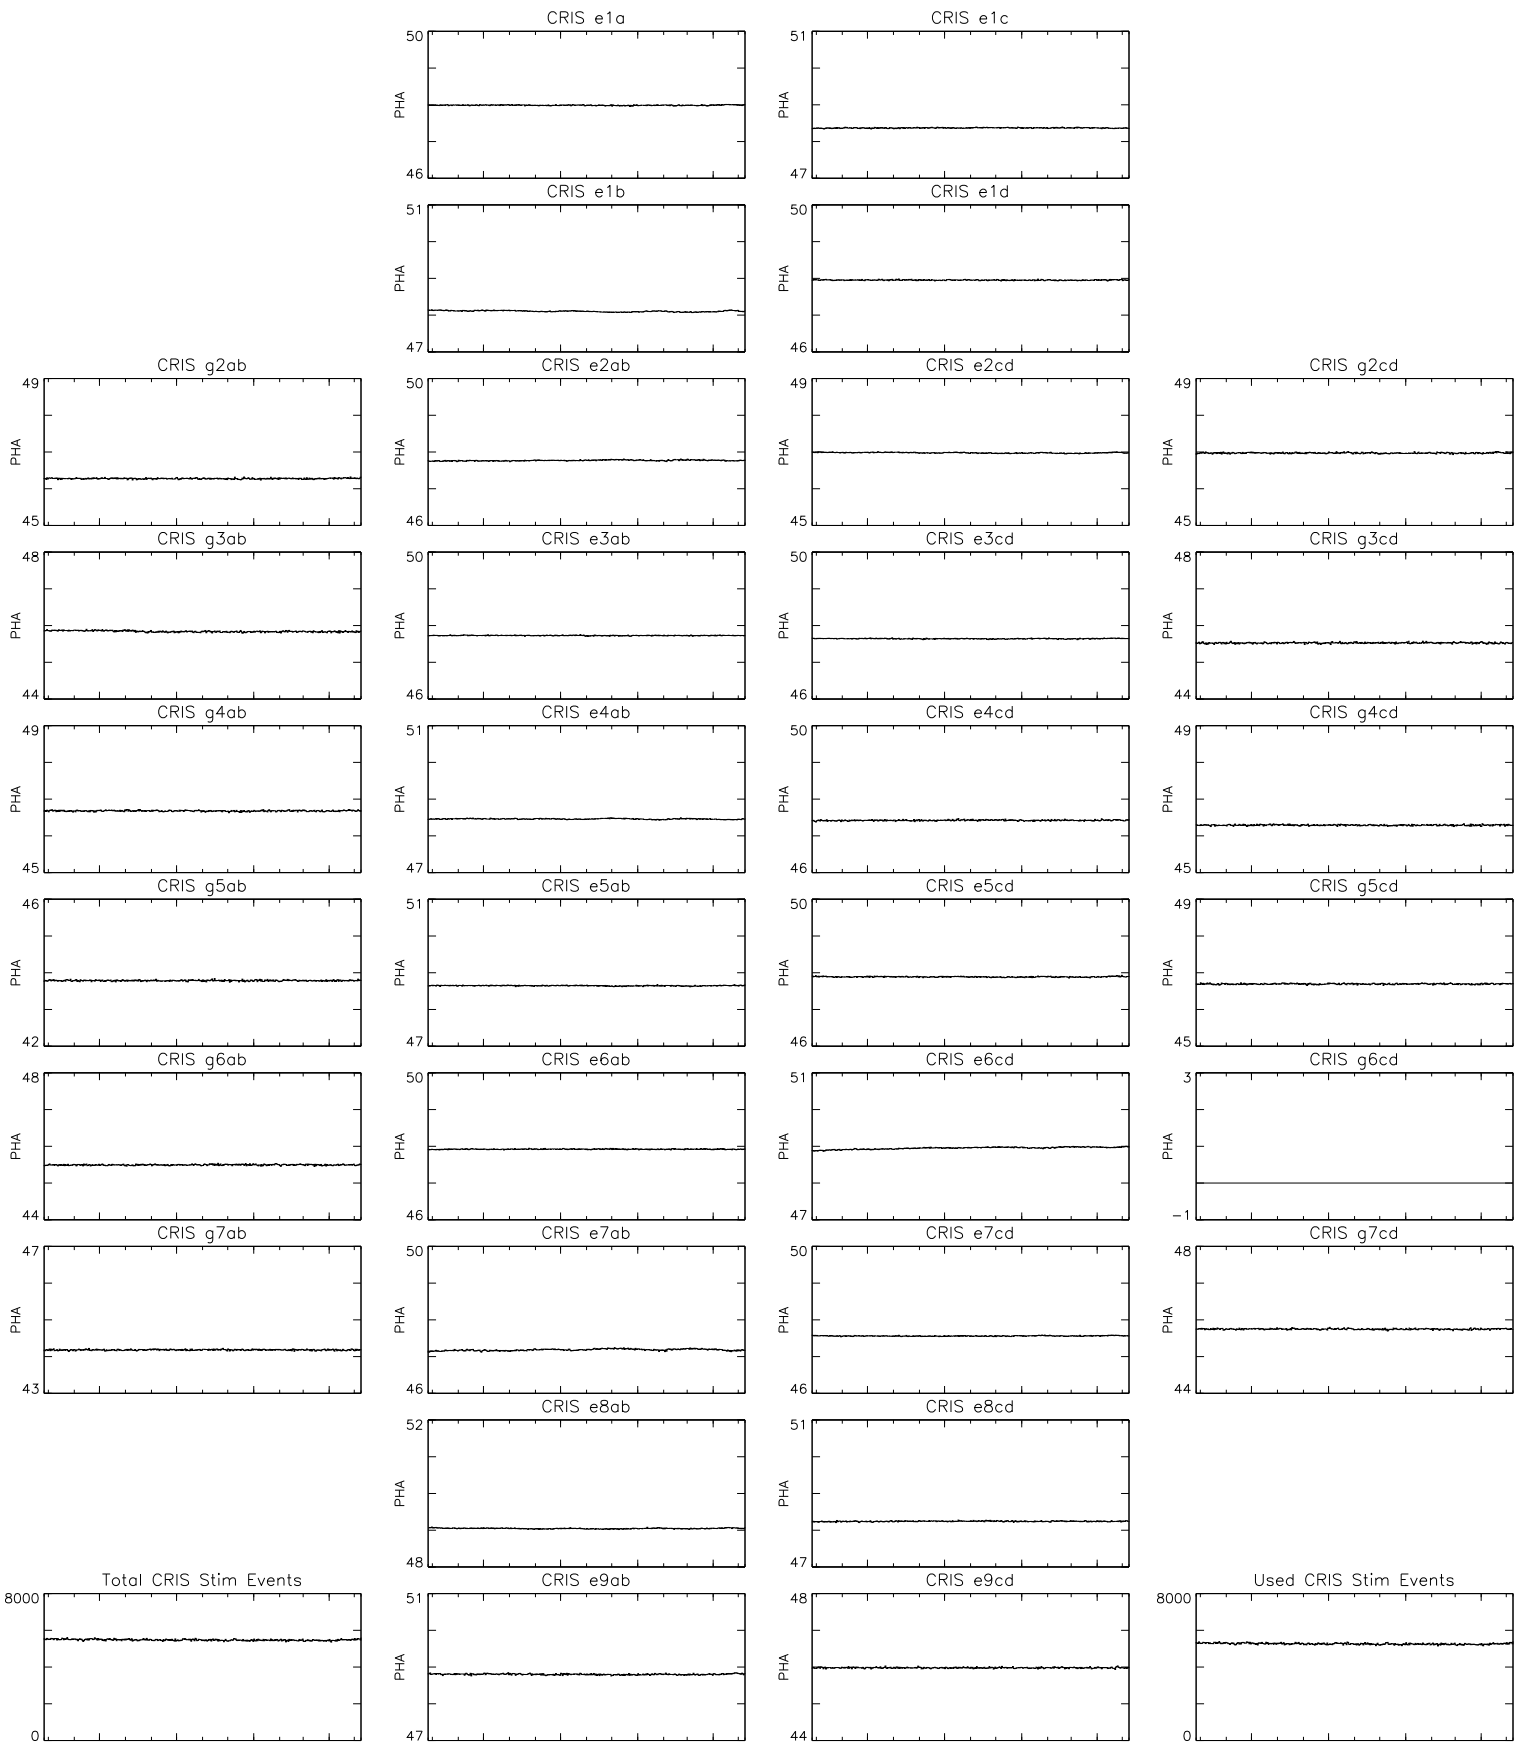 CRIS e1a
CRIS e1c
50
PHA
46
51
PHA
47
CRIS e1b
CRIS e1d
51
PHA
47
50
PHA
46
CRIS g2ab
CRIS e2ab
CRIS e2cd
CRIS g2cd
49
PHA
45
50
PHA
46
49
PHA
45
49
PHA
45
CRIS g3ab
CRIS e3ab
CRIS e3cd
CRIS g3cd
48
PHA
44
50
PHA
46
50
PHA
46
48
PHA
44
CRIS g4ab
CRIS e4ab
CRIS e4cd
CRIS g4cd
49
PHA
45
51
PHA
47
50
PHA
46
49
PHA
45
CRIS g5ab
CRIS e5ab
CRIS e5cd
CRIS g5cd
46
PHA
42
51
PHA
47
50
PHA
46
49
PHA
45
CRIS g6ab
CRIS e6ab
CRIS e6cd
CRIS g6cd
48
PHA
44
50
PHA
46
51
PHA
47
3
PHA
-1
CRIS g7ab
CRIS e7ab
CRIS e7cd
CRIS g7cd
47
PHA
43
50
PHA
46
50
PHA
46
48
PHA
44
CRIS e8ab
CRIS e8cd
52
PHA
48
51
PHA
47
Total CRIS Stim Events
CRIS e9ab
CRIS e9cd
Used CRIS Stim Events
8000
0
51
PHA
47
48
PHA
44
8000
0